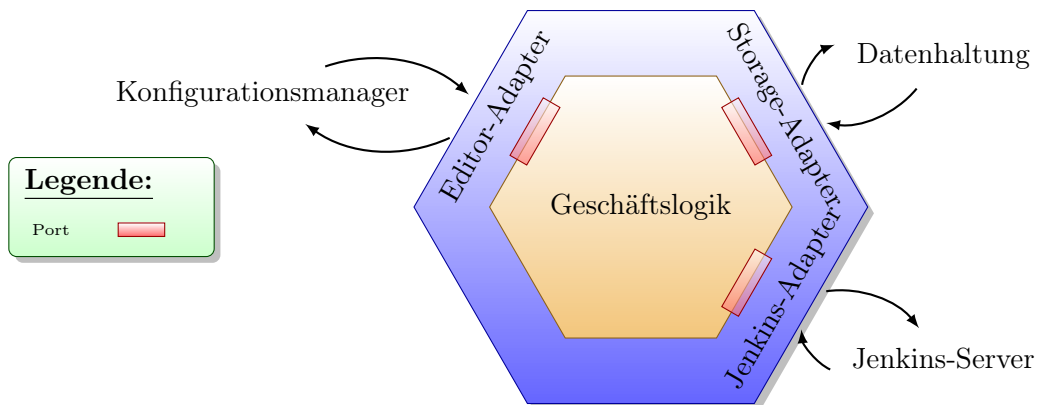 Konfigurationsmanager
Editor-Adapter
Storage-Adapter
Datenhaltung
Legende:
Port
Geschäftslogik
Jenkins-Adapter
Jenkins-Server